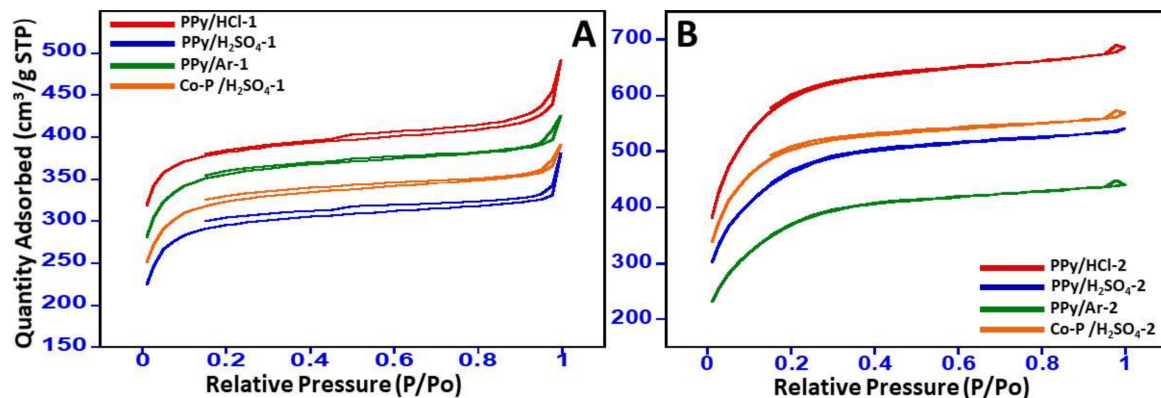 Quantity Adsorbed (cm³/g STP)
500
450
400
350
300
250
200
150
PPy/HCl-1
PPy/H₂SO₄-1
PPy/Ar-1
Co-P /H₂SO₄-1
A
0
0.2
0.4
0.6
0.8
1
Relative Pressure (P/Po)
700
600
500
400
300
200
B
PPy/HCl-2
PPy/H₂SO₄-2
PPy/Ar-2
Co-P /H₂SO₄-2
0
0.2
0.4
0.6
0.8
1
Relative Pressure (P/Po)